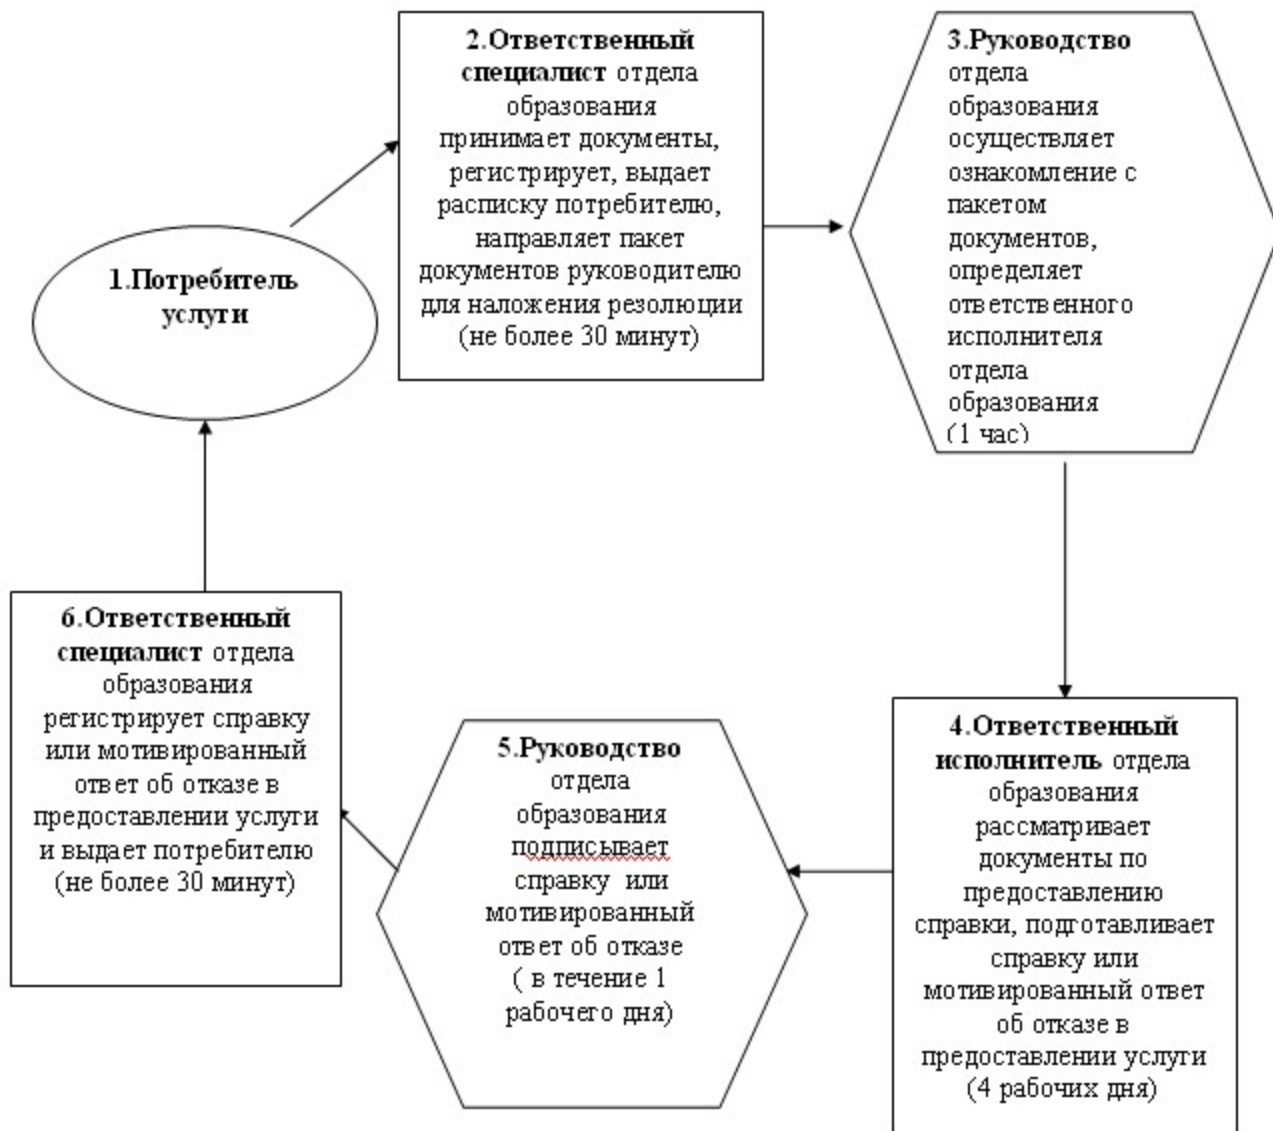 1.Потребитель
услуги
2.Ответственный
специалист отдела
образования
принимает документы,
регистрирует, выдает
расписку потребителю,
направляет пакет
документов руководителю
для наложения резолюции
(не более 30 минут)
3.Руководство
отдела
образования
осуществляет
ознакомление с
пакетом
документов,
определяет
ответственного
исполнителя
отдела
образования
(1 час)
4.Ответственный
исполнитель отдела
образования
рассматривает
документы по
предоставлению
справки, подготавливает
справку или
мотивированный ответ
об отказе в
предоставлении услуги
(4 рабочих дня)
5.Руководство
отдела
образования
подписывает
справку или
мотивированный
ответ об отказе
( в течение 1
рабочего дня)
6.Ответственный
специалист отдела
образования
регистрирует справку
или мотивированный
ответ об отказе в
предоставлении услуги
и выдает потребителю
(не более 30 минут)